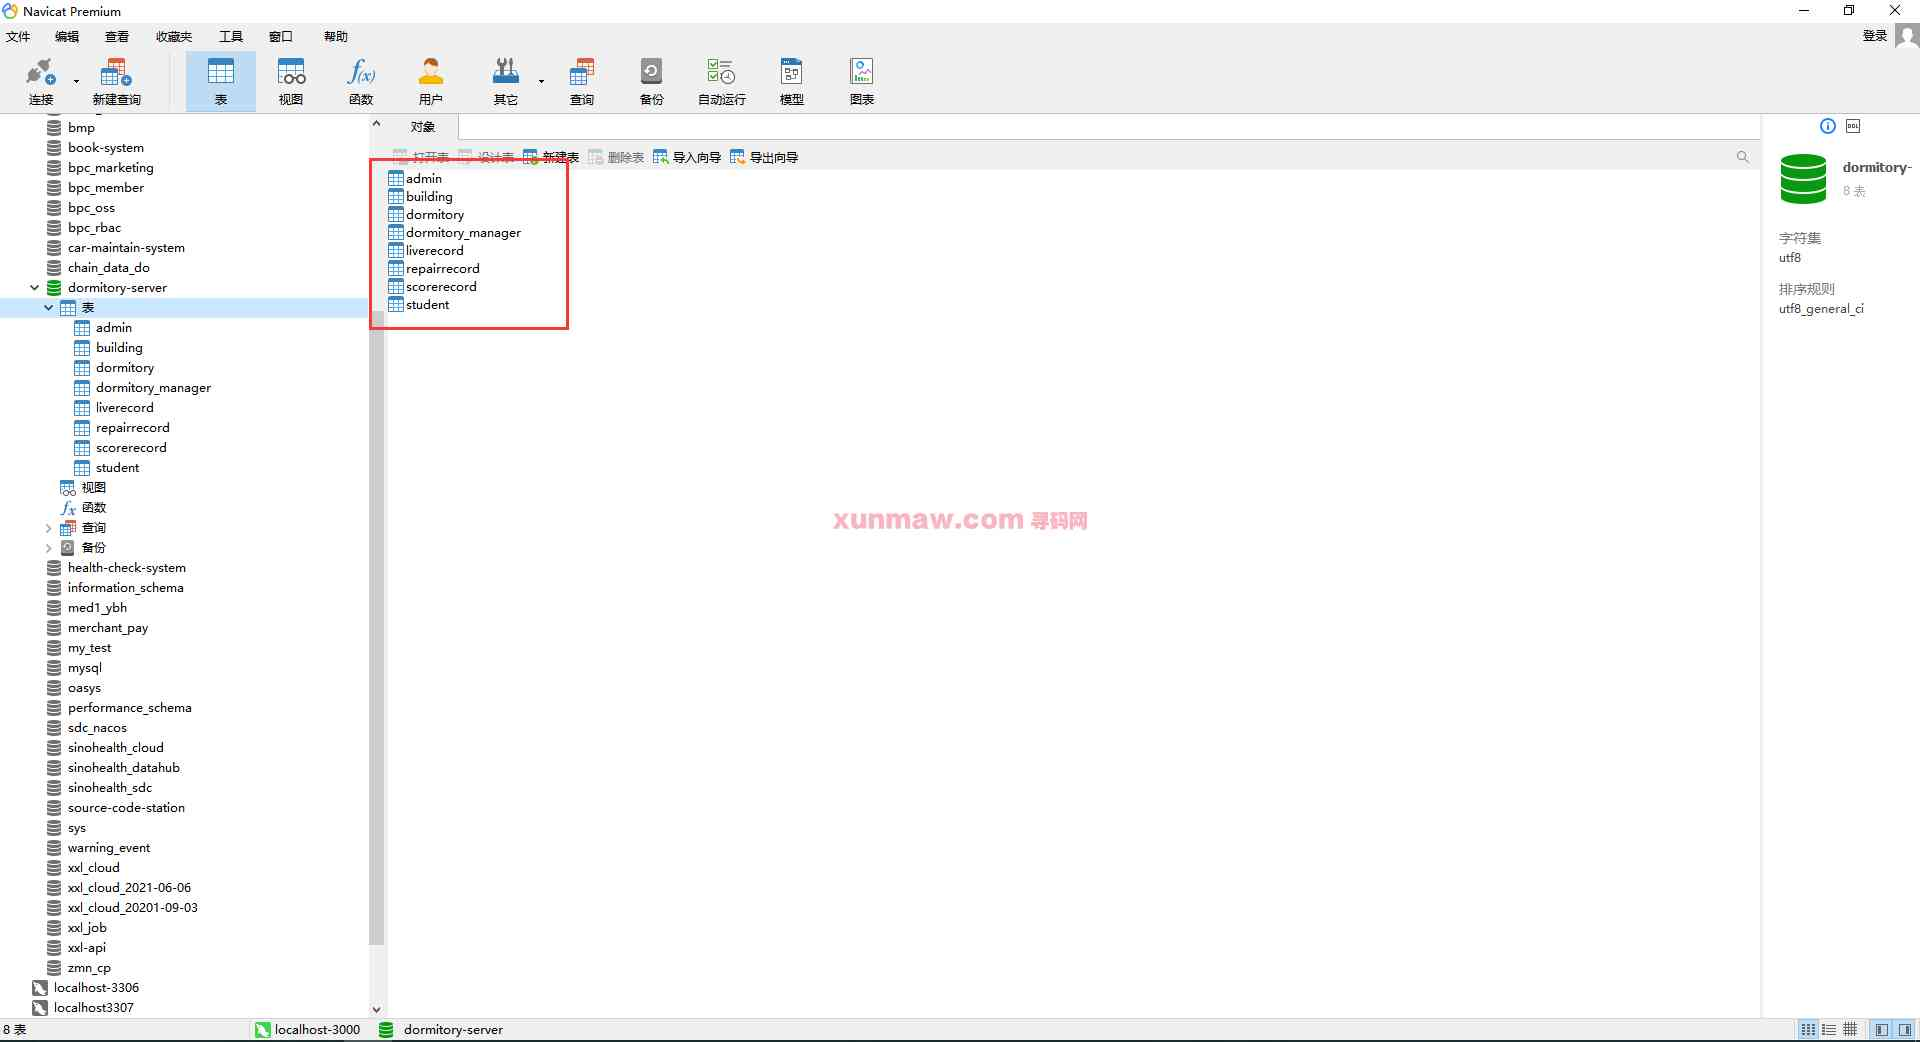 Navicat Premium
文件 编辑 查看 收藏夹 工具 窗口 帮助 登录
连接 新建查询 表 视图 函数 用户 其它 查询 备份 自动运行 模型 图表
bmp
book-system
bpc_marketing
bpc_member
bpc_oss
bpc_rbac
car-maintain-system
chain_data_do
dormitory-server
表
admin
building
dormitory
dormitory_manager
liverecord
repairrecord
scorerecord
student
视图
函数
查询
备份
health-check-system
information_schema
med1_ybh
merchant_pay
my_test
mysql
oasys
performance_schema
sdc_nacos
sinohealth_cloud
sinohealth_datahub
sinohealth_sdc
source-code-station
sys
warning_event
xxl_cloud
xxl_cloud_2021-06-06
xxl_cloud_20201-09-03
xxl_job
xxl-api
zmn_cp
localhost-3306
localhost3307
对象
打开表 设计表 新建表 删除表 导入向导 导出向导
admin
building
dormitory
dormitory_manager
liverecord
repairrecord
scorerecord
student
xunmaw.com 寻码网
dormitory-
8 表
字符集
utf8
排序规则
utf8_general_ci
8 表 localhost-3000 dormitory-server